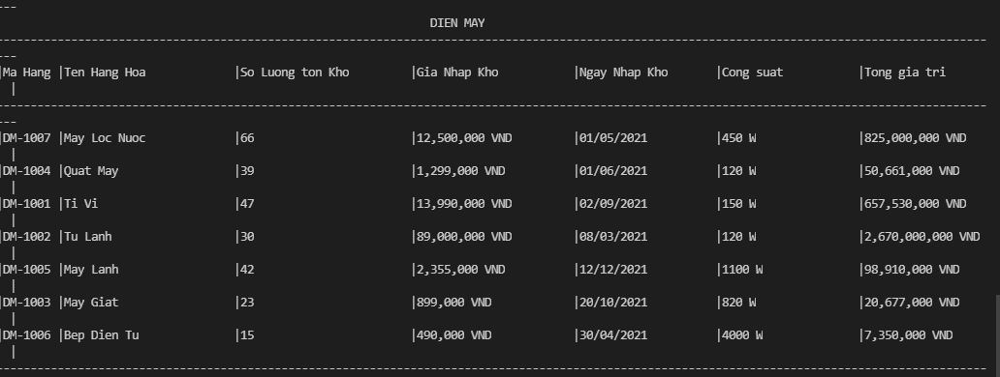 ---
DIEN MAY
---------------------------------------------------------------------------------------------------------------------------------------------------
---
|Ma Hang |Ten Hang Hoa |So Luong ton Kho |Gia Nhap Kho |Ngay Nhap Kho |Cong suat |Tong gia tri
|
---------------------------------------------------------------------------------------------------------------------------------------------------
---
|DM-1007 |May Loc Nuoc |66 |12,500,000 VND |01/05/2021 |450 W |825,000,000 VND
|
|DM-1004 |Quat May |39 |1,299,000 VND |01/06/2021 |120 W |50,661,000 VND
|
|DM-1001 |Ti Vi |47 |13,990,000 VND |02/09/2021 |150 W |657,530,000 VND
|
|DM-1002 |Tu Lanh |30 |89,000,000 VND |08/03/2021 |120 W |2,670,000,000 VND
|
|DM-1005 |May Lanh |42 |2,355,000 VND |12/12/2021 |1100 W |98,910,000 VND
|
|DM-1003 |May Giat |23 |899,000 VND |20/10/2021 |820 W |20,677,000 VND
|
|DM-1006 |Bep Dien Tu |15 |490,000 VND |30/04/2021 |4000 W |7,350,000 VND
|
---------------------------------------------------------------------------------------------------------------------------------------------------